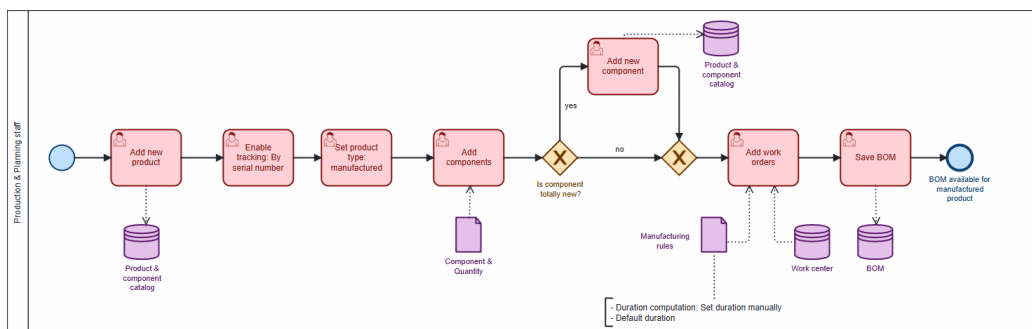 Production & Planning staff
Add new
product
Enable
tracking: By
serial number
Set product
type:
manufactured
Add
components
yes
Add new
component
Product &
component
catalog
X
Is component
totally new?
no
X
Add work
orders
Save BOM
BOM available for
manufactured
product
Product &
component
catalog
Component &
Quantity
Manufacturing
rules
Work center
BOM
- Duration computation: Set duration manually
- Default duration